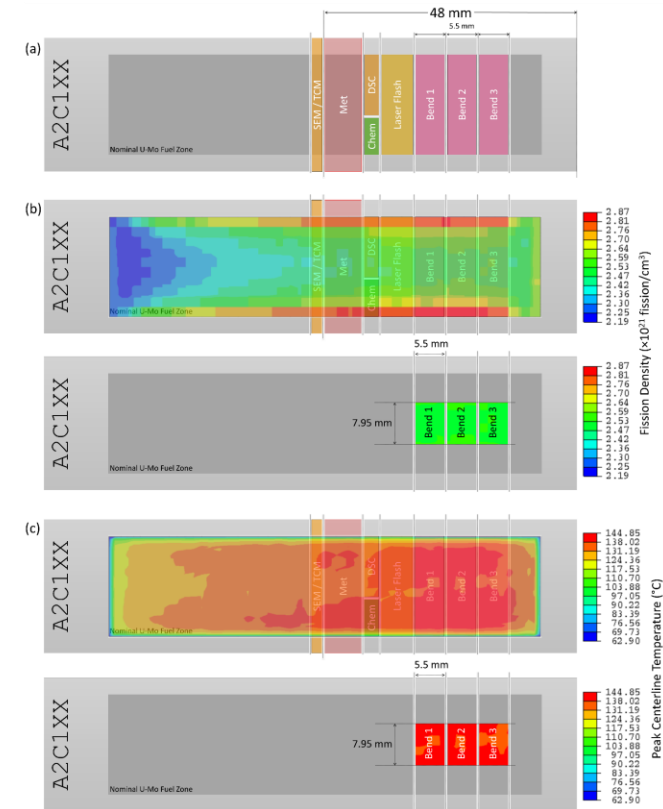 48 mm
5.5 mm
(a)
A2C1XX
SEM / TCM
Met
DSC
Chem
Laser Flash
Bend 1
Bend 2
Bend 3
Nominal U-Mo Fuel Zone
(b)
A2C1XX
SEM / TCM
Met
DSC
Chem
Laser Flash
Bend 1
Bend 2
Bend 3
Nominal U-Mo Fuel Zone
2.87
2.81
2.76
2.70
2.64
2.59
2.53
2.47
2.42
2.36
2.30
2.25
2.19
Fission Density (×10²¹ fission/cm³)
5.5 mm
A2C1XX
7.95 mm
Bend 1
Bend 2
Bend 3
Nominal U-Mo Fuel Zone
2.87
2.81
2.76
2.70
2.64
2.59
2.53
2.47
2.42
2.36
2.30
2.25
2.19
(c)
A2C1XX
SEM / TCM
Met
DSC
Chem
Laser Flash
Bend 1
Bend 2
Bend 3
Nominal U-Mo Fuel Zone
144.85
138.02
131.19
124.36
117.53
110.70
103.88
97.05
90.22
83.39
76.56
69.73
62.90
Peak Centerline Temperature (°C)
5.5 mm
A2C1XX
7.95 mm
Bend 1
Bend 2
Bend 3
Nominal U-Mo Fuel Zone
144.85
138.02
131.19
124.36
117.53
110.70
103.88
97.05
90.22
83.39
76.56
69.73
62.90